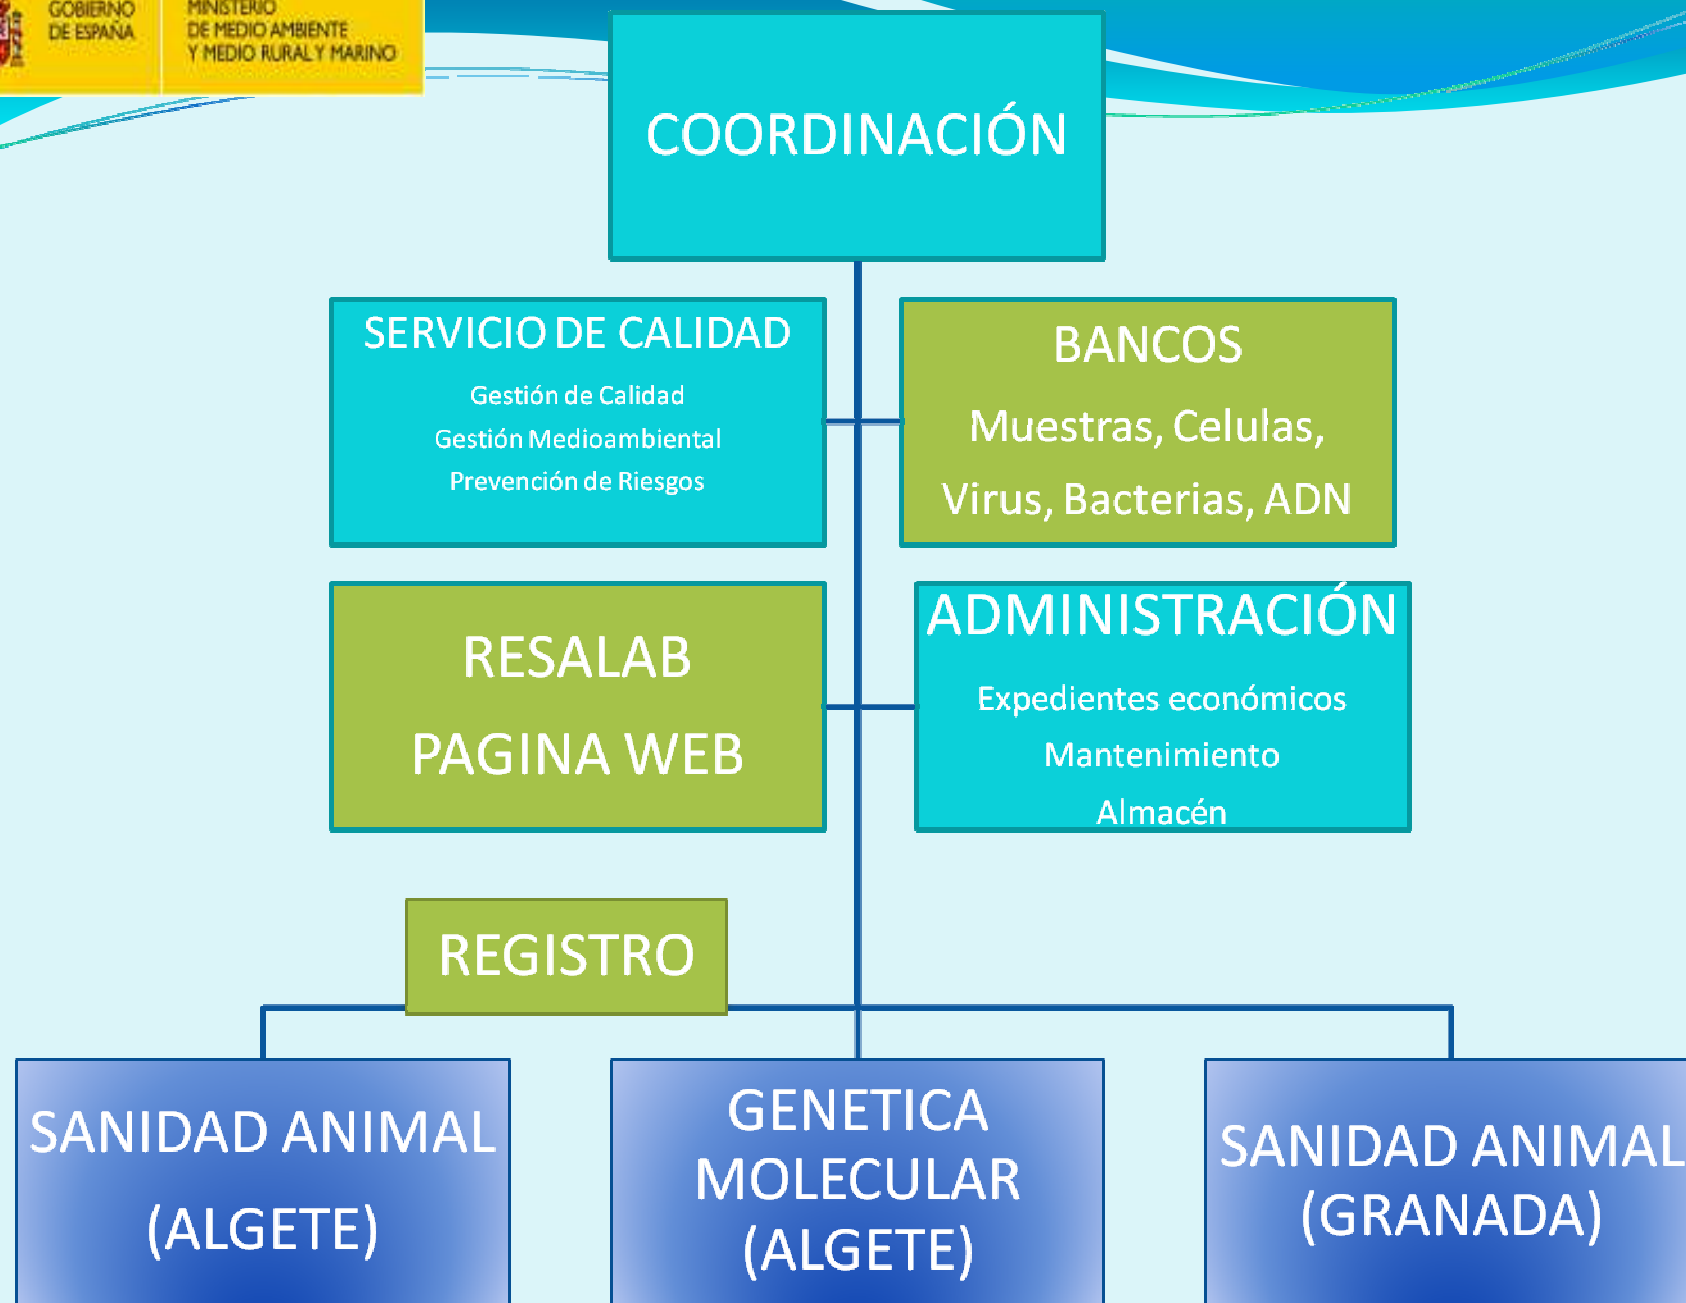 GOBIERNO
DE ESPAÑA
MINISTERIO
DE MEDIO AMBIENTE
Y MEDIO RURAL Y MARINO
COORDINACIÓN
SERVICIO DE CALIDAD
Gestión de Calidad
Gestión Medioambiental
Prevención de Riesgos
BANCOS
Muestras, Celulas,
Virus, Bacterias, ADN
RESALAB
PAGINA WEB
ADMINISTRACIÓN
Expedientes económicos
Mantenimiento
Almacén
REGISTRO
SANIDAD ANIMAL
(ALGETE)
GENETICA
MOLECULAR
(ALGETE)
SANIDAD ANIMAL
(GRANADA)